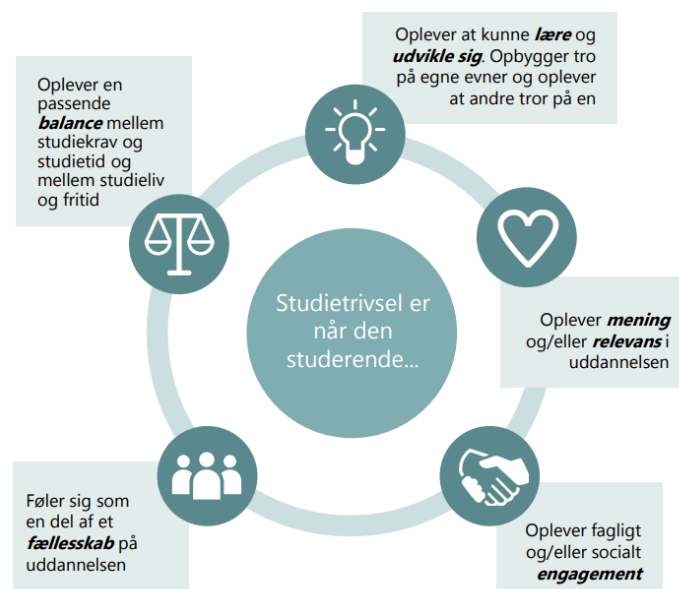 Oplever at kunne lære og
udvikle sig. Opbygger tro
på egne evner og oplever
at andre tror på en
Oplever en
passende
balance mellem
studiekrav og
studietid og
mellem studieliv
og fritid
Studietrivsel er
når den
studerende...
Oplever mening
og/eller relevans i
uddannelsen
Føler sig som
en del af et
fællesskab på
uddannelsen
Oplever fagligt
og/eller socialt
engagement